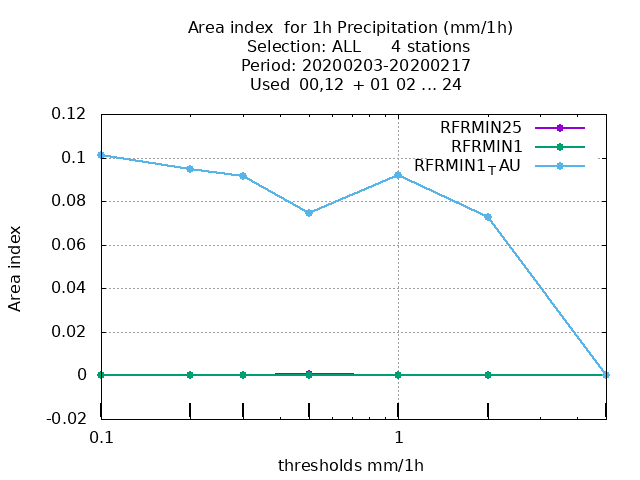 Area index  for 1h Precipitation (mm/1h)
Selection: ALL      4 stations
Period: 20200203-20200217
Used  00,12  + 01 02 ... 24
RFRMIN25
RFRMIN1
RFRMIN1TAU
0.12
0.1
0.08
0.06
0.04
0.02
0
-0.02
Area index
0.1
1
thresholds mm/1h